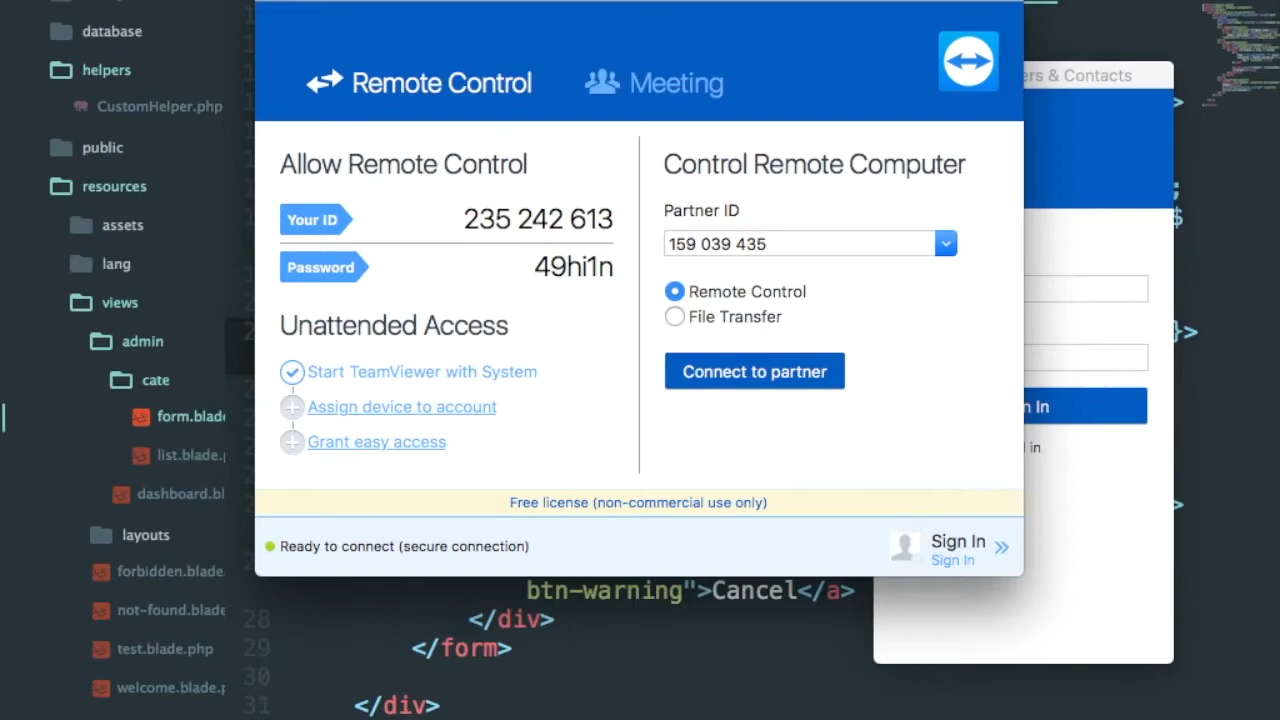 database
helpers
CustomHelper.php
public
resources
assets
lang
views
admin
cate
form.blade
list.blade.p
dashboard.bl
layouts
forbidden.blade
not-found.blade
test.blade.php
welcome.blade.p
Remote Control
Meeting
Allow Remote Control
Your ID 235 242 613
Password 49hi1n
Unattended Access
Start TeamViewer with System
Assign device to account
Grant easy access
Control Remote Computer
Partner ID
159 039 435
Remote Control
File Transfer
Connect to partner
Free license (non-commercial use only)
Ready to connect (secure connection)
Sign In
Sign In
ers & Contacts
n In
in
$
}>
btn-warning">Cancel</a>
28 </div>
29 </form>
30
31 </div>